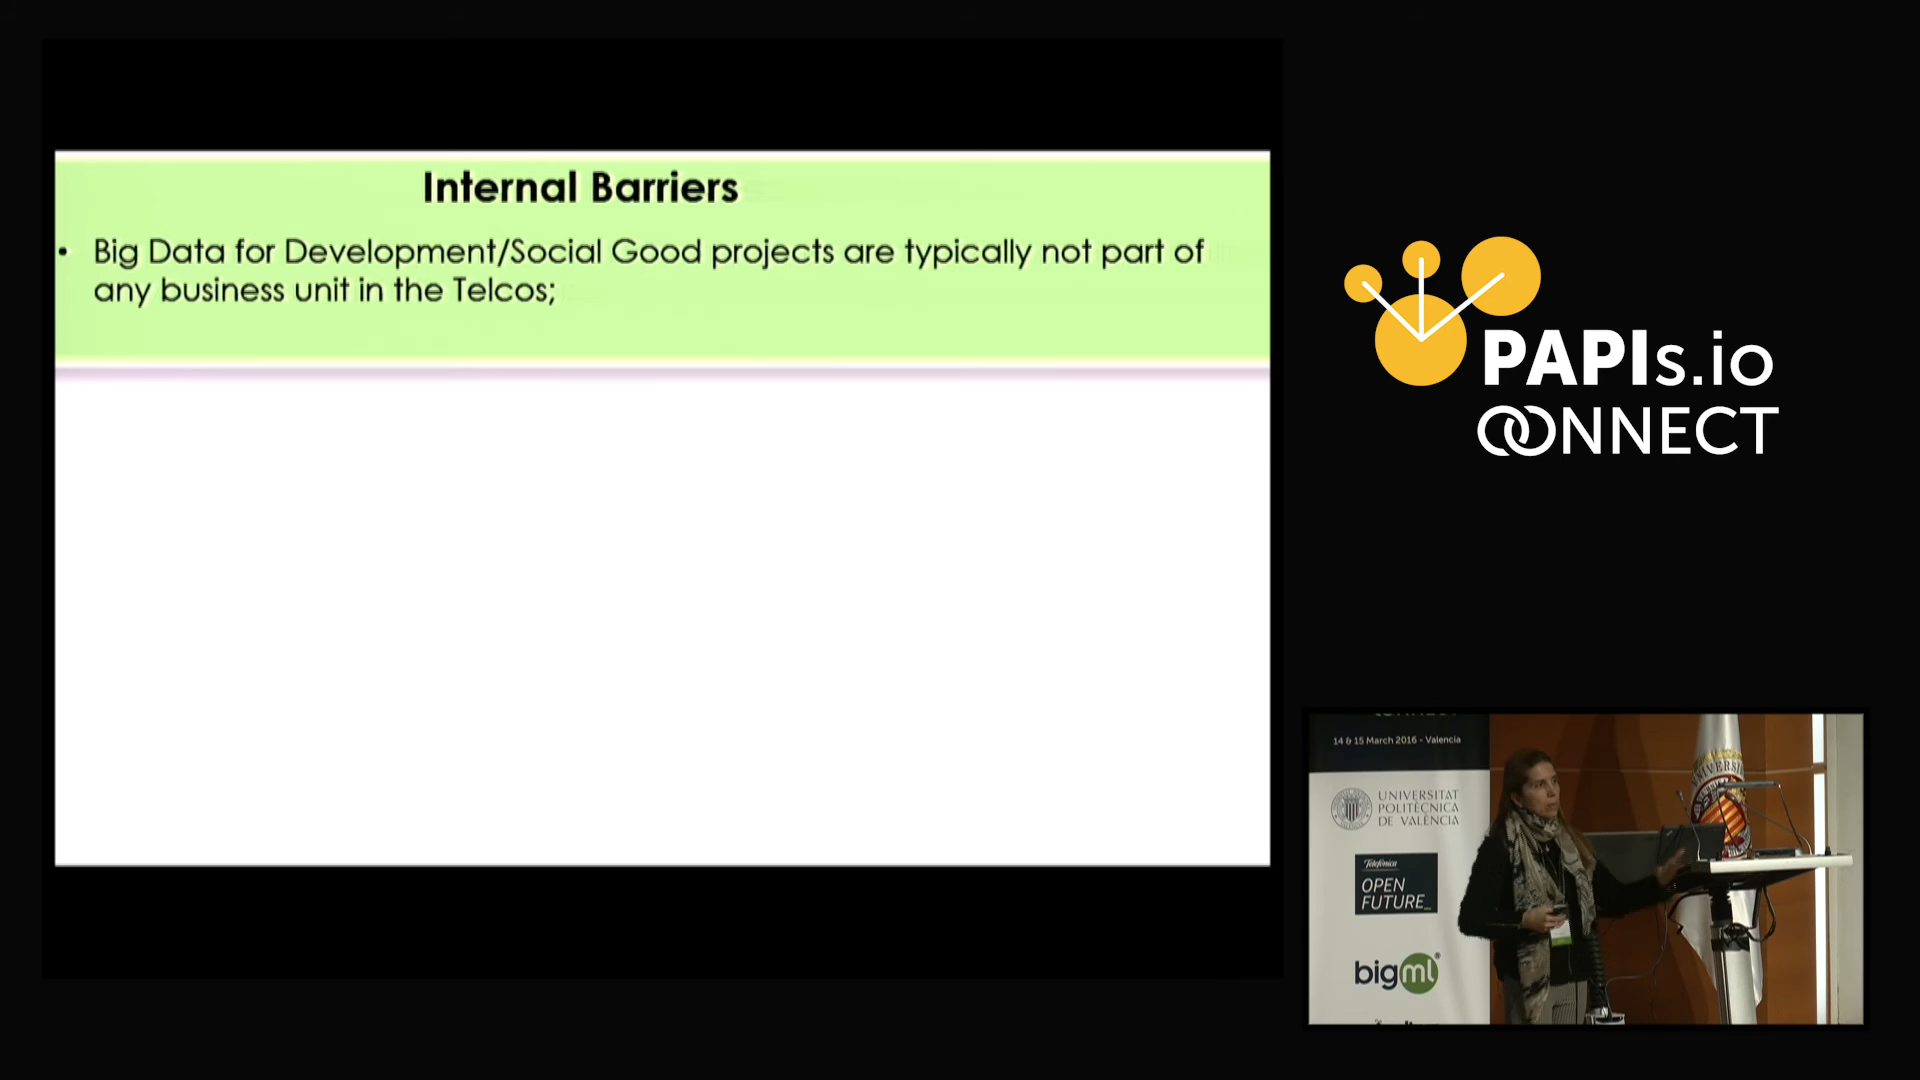 Internal Barriers
• Big Data for Development/Social Good projects are typically not part of
any business unit in the Telcos;
PAPIs.io
CONNECT
14 & 15 March 2016 - Valencia
UNIVERSITAT
POLITÈCNICA
DE VALÈNCIA
Telefónica
OPEN
FUTURE_
bigml